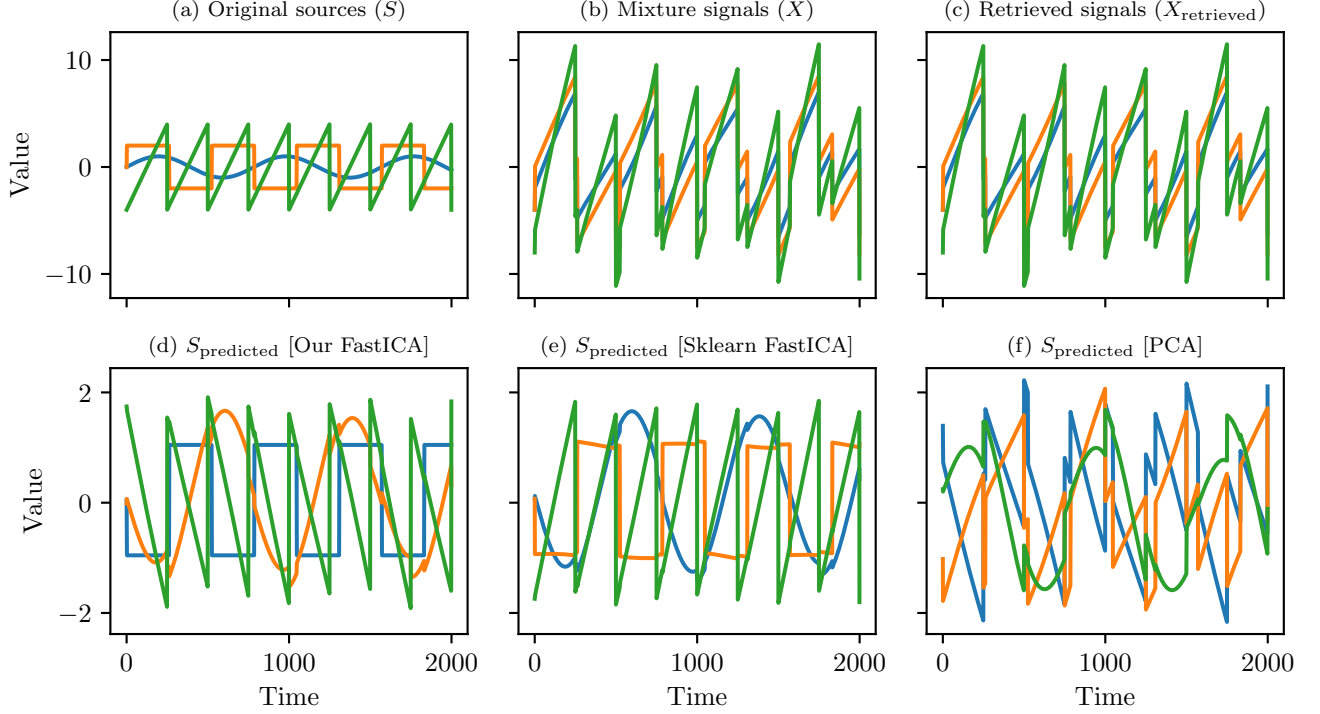 (a) Original sources (S)
(b) Mixture signals (X)
(c) Retrieved signals (X_retrieved)
10
0
−10
Value
(d) S_predicted [Our FastICA]
(e) S_predicted [Sklearn FastICA]
(f) S_predicted [PCA]
2
0
−2
Value
0
1000
2000
0
1000
2000
0
1000
2000
Time
Time
Time